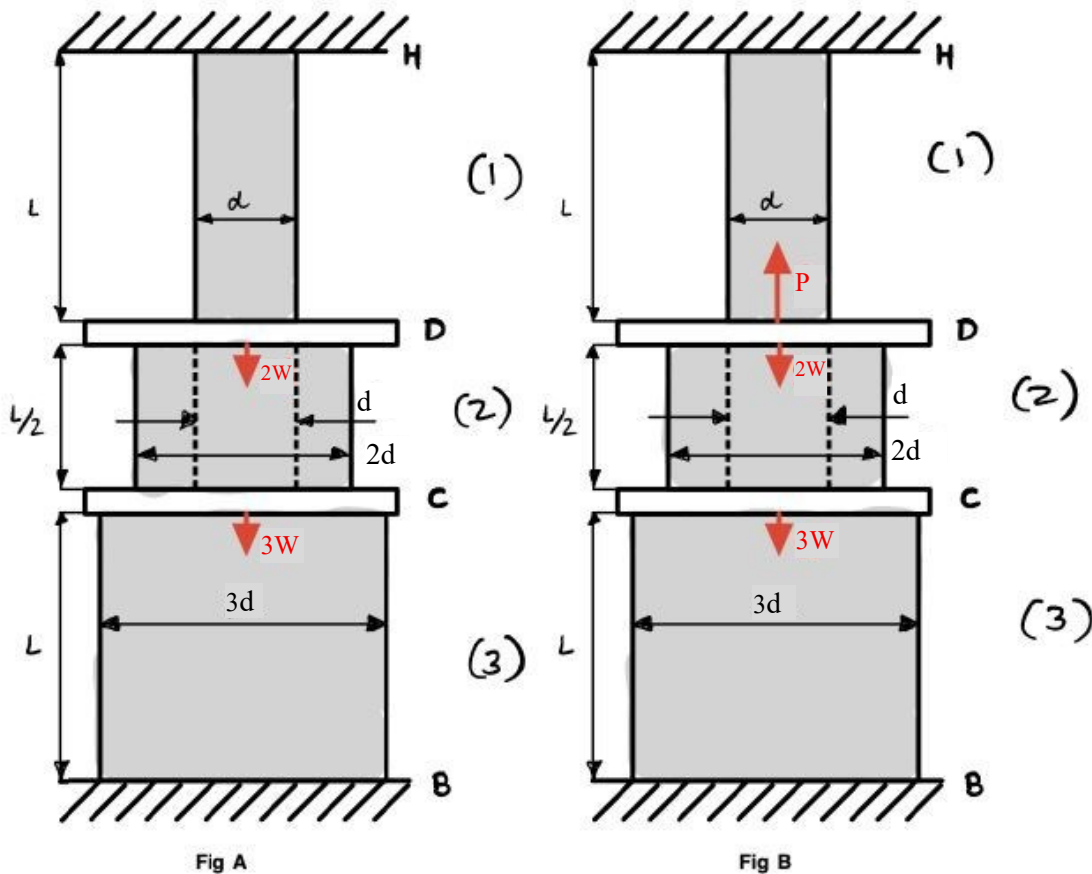 H H
(1) (1)
L d L d
P
D D
2W 2W
L/2 d (2) L/2 d (2)
2d 2d
C C
3W 3W
3d 3d
L (3) L (3)
B B
Fig A Fig B